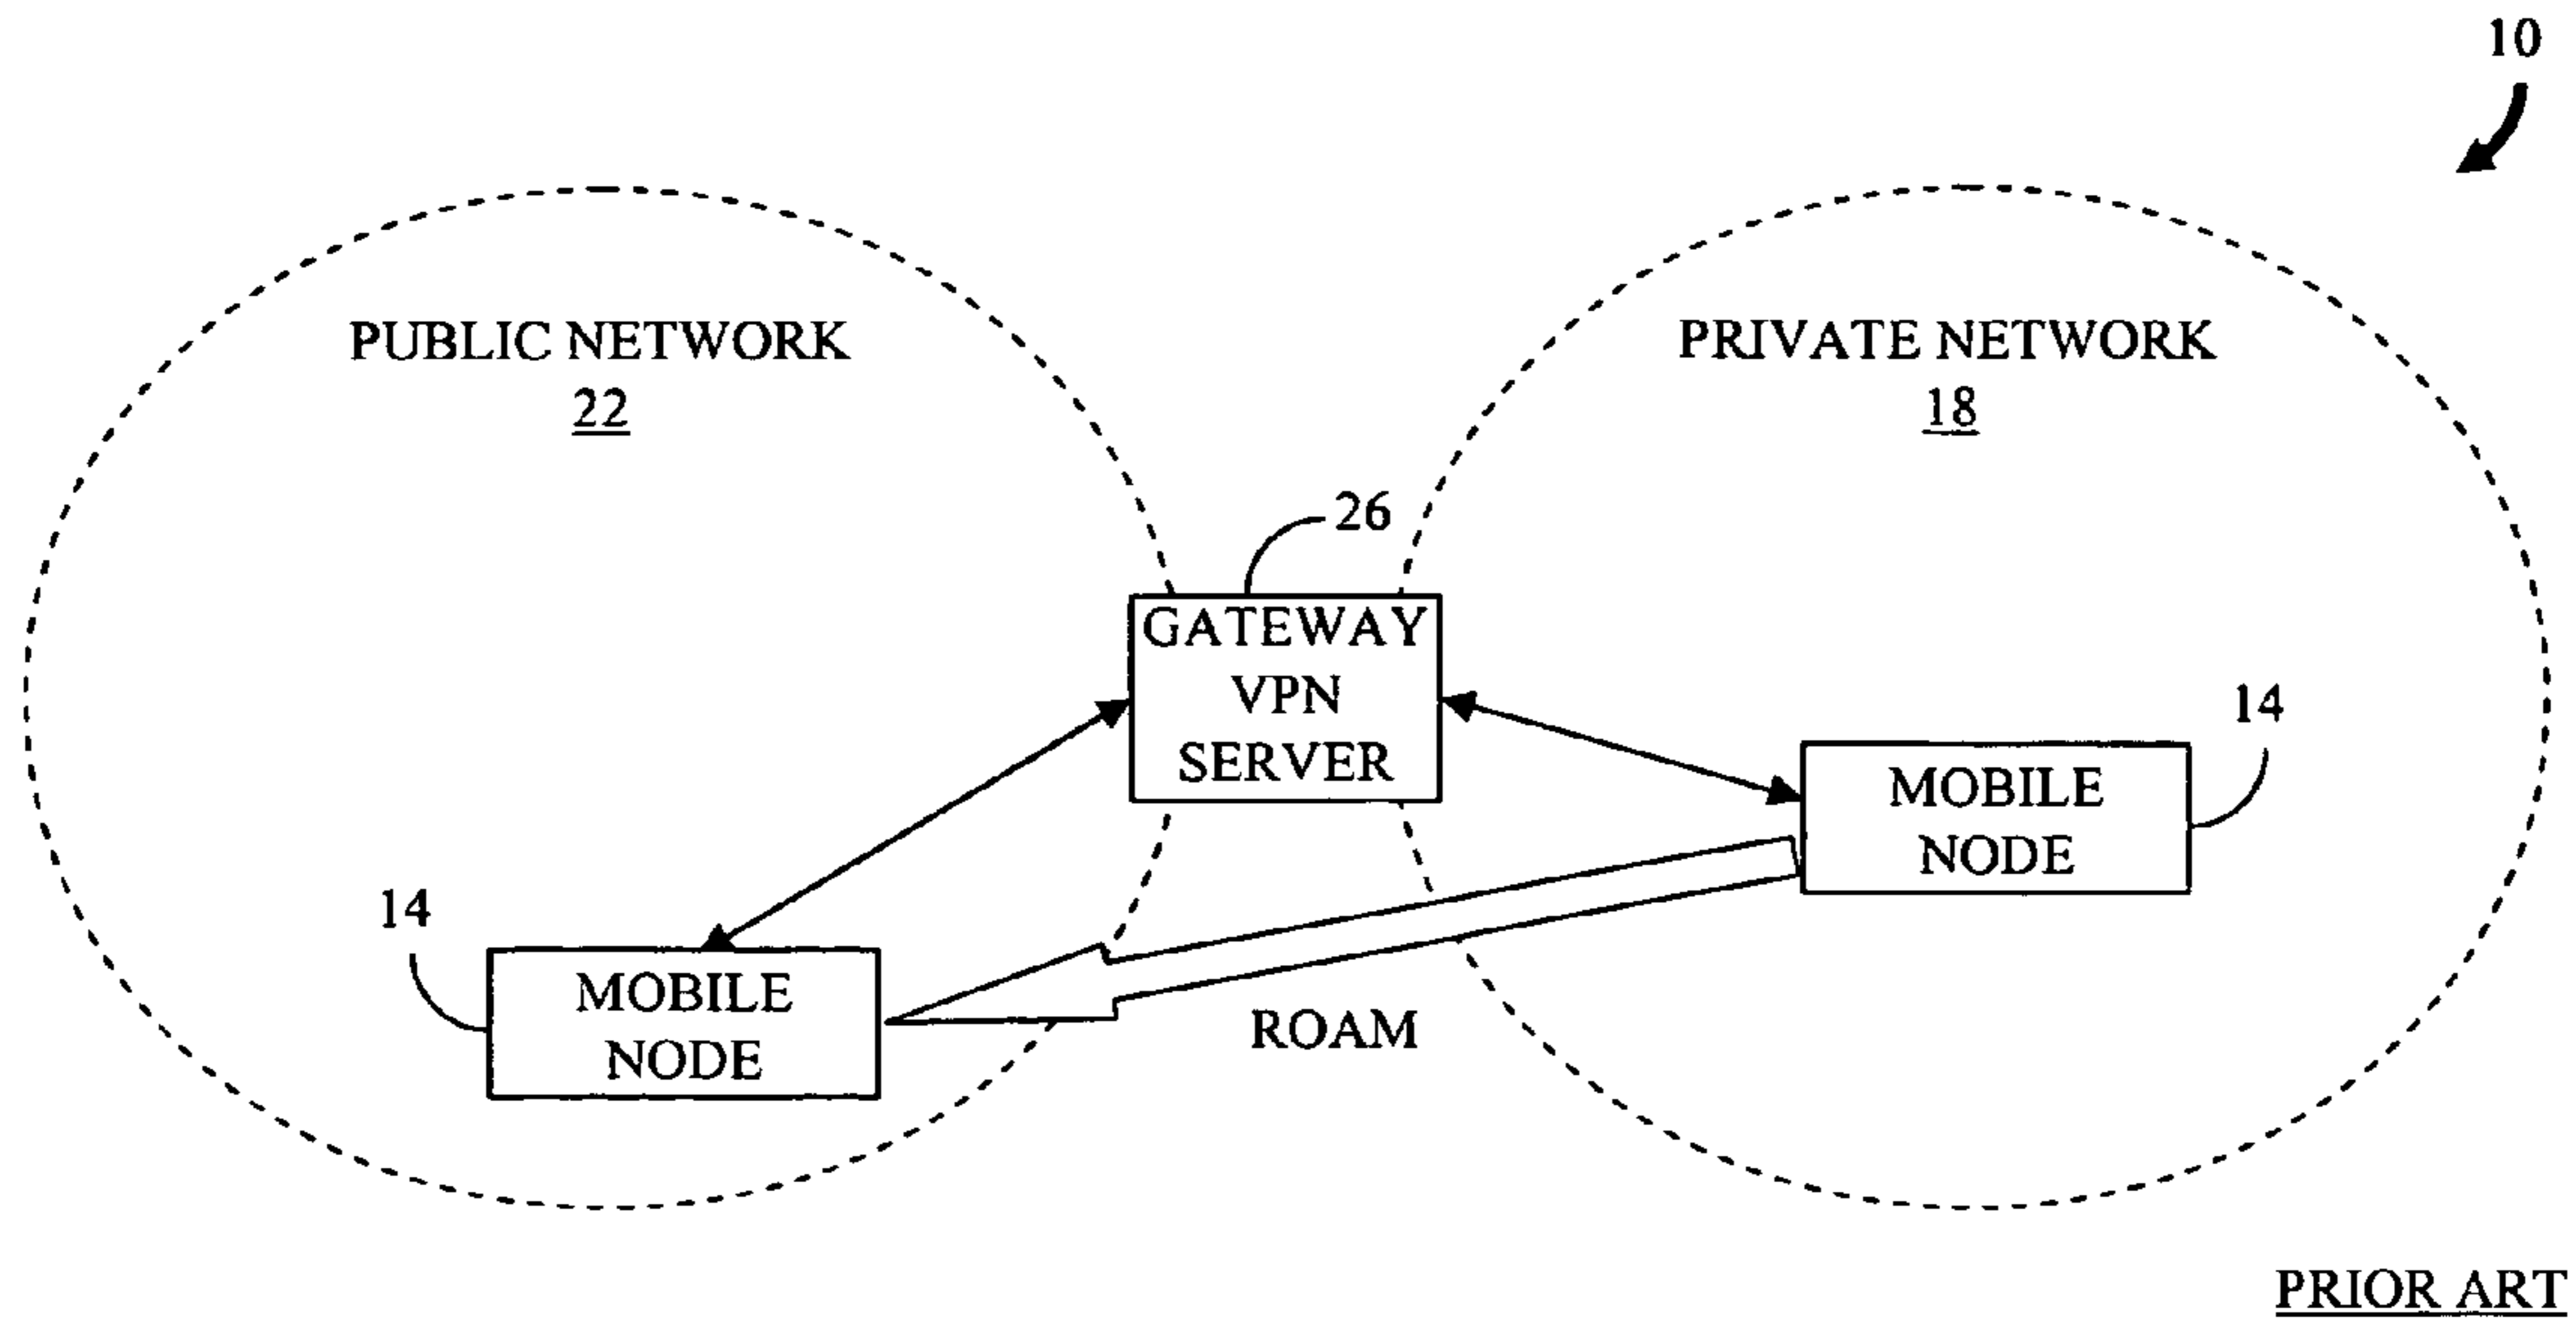 10
PUBLIC NETWORK
22
PRIVATE NETWORK
18
26
GATEWAY
VPN
SERVER
14
MOBILE
NODE
14
MOBILE
NODE
ROAM
PRIOR ART